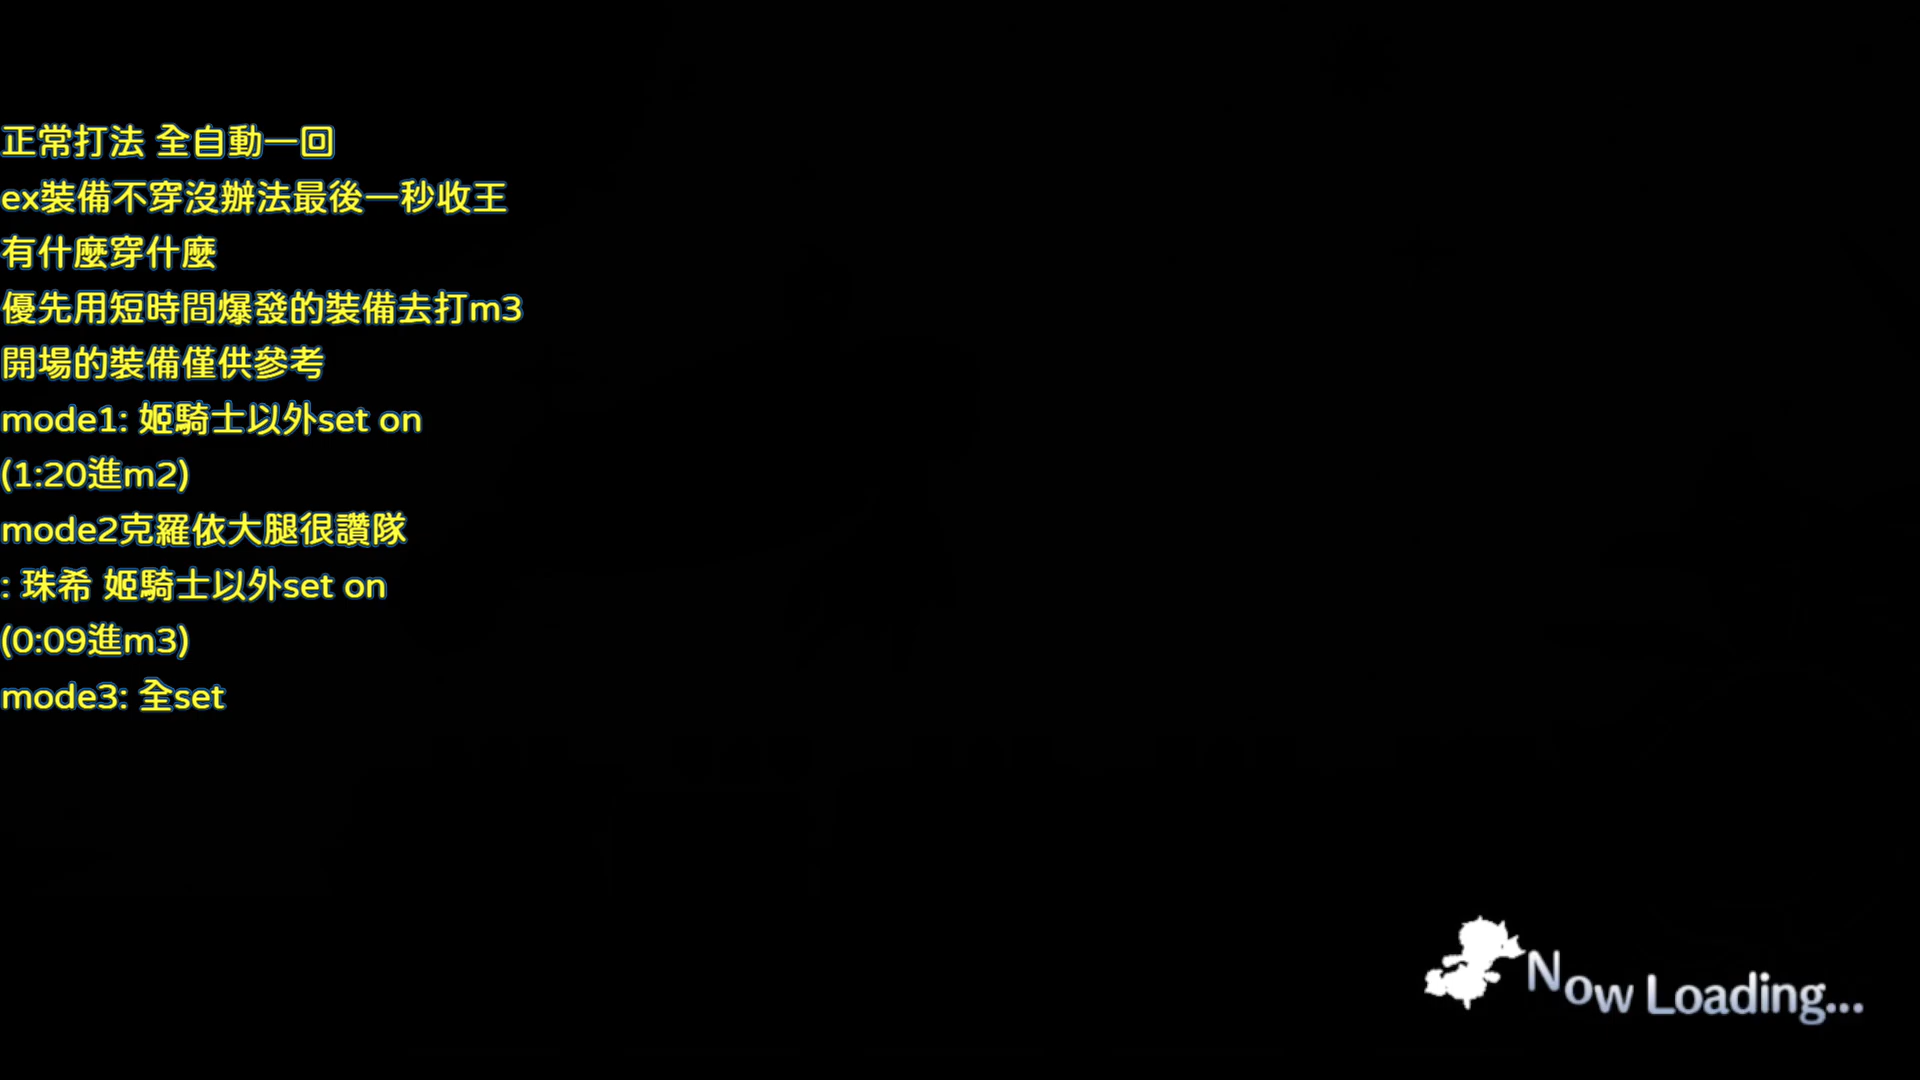 正常打法 全自動一回
ex裝備不穿沒辦法最後一秒收王
有什麼穿什麼
優先用短時間爆發的裝備去打m3
開場的裝備僅供參考
mode1: 姬騎士以外set on
(1:20進m2)
mode2克羅依大腿很讚隊
: 珠希 姬騎士以外set on
(0:09進m3)
mode3: 全set
Now Loading...